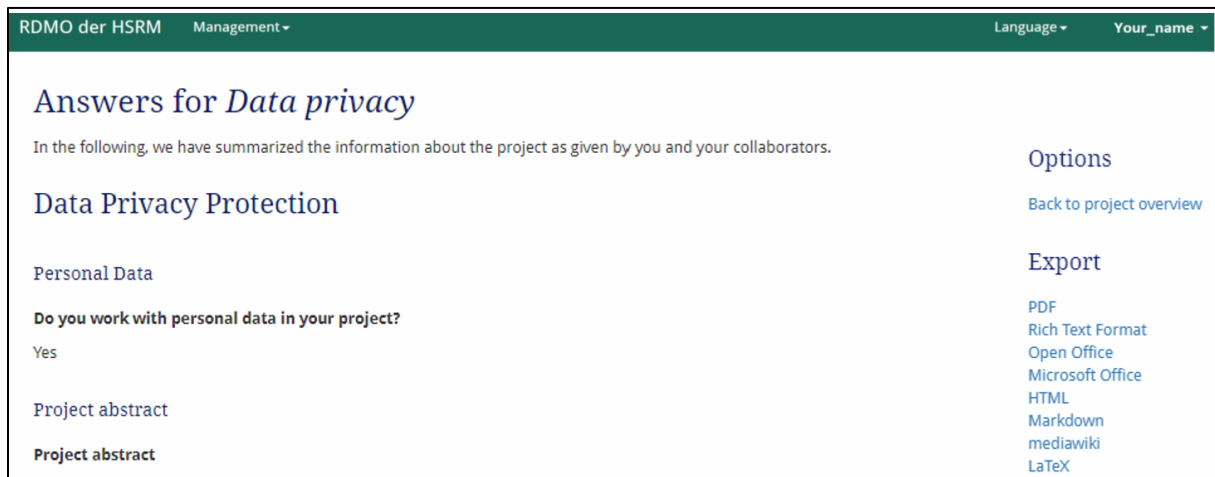 RDMO der HSRM Management Language Your_name
Answers for Data privacy
In the following, we have summarized the information about the project as given by you and your collaborators.
Data Privacy Protection
Personal Data
Do you work with personal data in your project?
Yes
Project abstract
Project abstract
Options
Back to project overview
Export
PDF
Rich Text Format
Open Office
Microsoft Office
HTML
Markdown
mediawiki
LaTeX